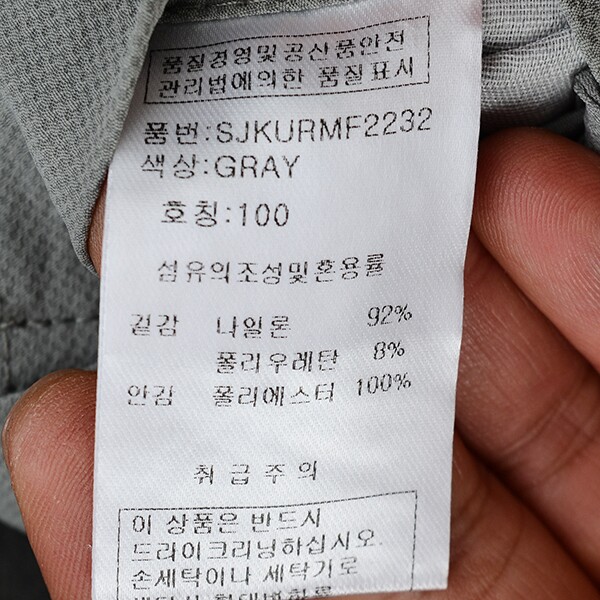 품질경영및공산품안전
관리법에의한 품질표시
품번:SJKURMF2232
색상:GRAY
호칭:100
섬유의조성및혼용률
겉감 나일론 92%
폴리우레탄 8%
안감 폴리에스터 100%
취급주의
이 상품은 반드시
드라이크리닝하십시오.
손세탁이나 세탁기로